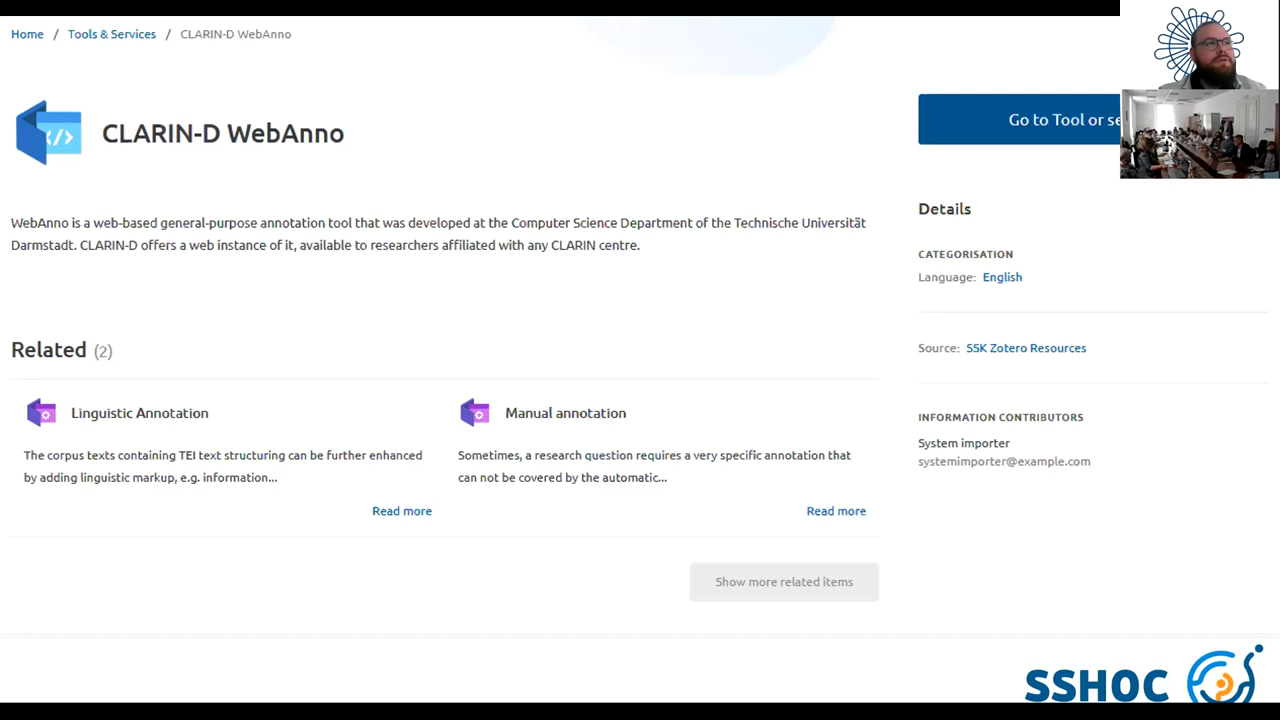 Home / Tools & Services / CLARIN-D WebAnno
CLARIN-D WebAnno
Go to Tool or
WebAnno is a web-based general-purpose annotation tool that was developed at the Computer Science Department of the Technische Universität
Darmstadt. CLARIN-D offers a web instance of it, available to researchers affiliated with any CLARIN centre.
Related (2)
Linguistic Annotation
The corpus texts containing TEI text structuring can be further enhanced
by adding linguistic markup, e.g. information...
Read more
Manual annotation
Sometimes, a research question requires a very specific annotation that
can not be covered by the automatic...
Read more
Show more related items
Details
CATEGORISATION
Language: English
Source: SSK Zotero Resources
INFORMATION CONTRIBUTORS
System importer
systemimporter@example.com
SSHOC